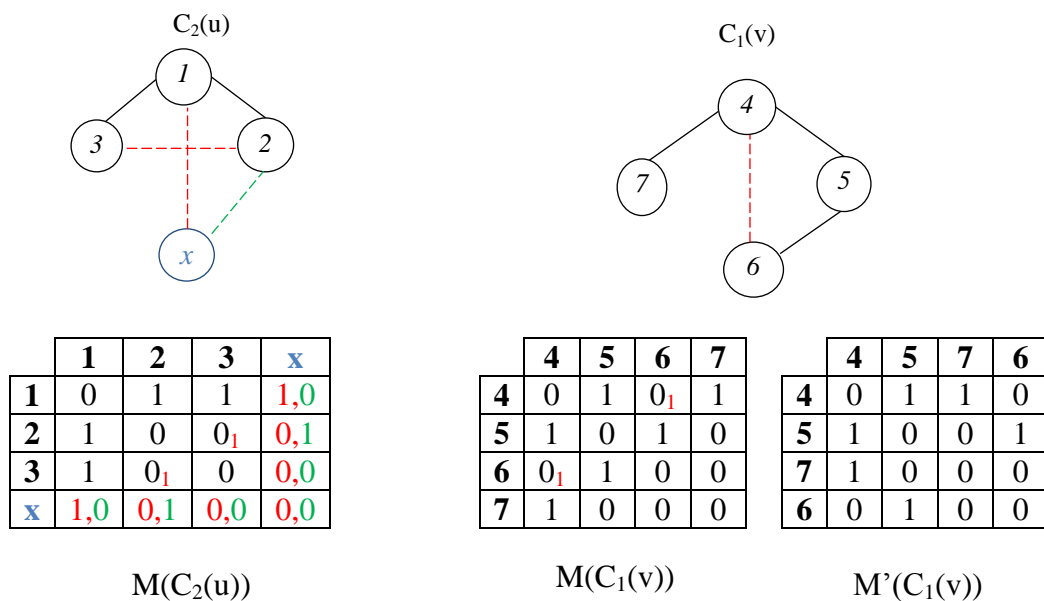 C₂(u)
C₁(v)
1
3
2
x
4
7
5
6
1 2 3 x
1 0 1 1 1,0
2 1 0 0₁ 0,1
3 1 0₁ 0 0,0
x 1,0 0,1 0,0 0,0
M(C₂(u))
4 5 6 7
4 0 1 0₁ 1
5 1 0 1 0
6 0₁ 1 0 0
7 1 0 0 0
M(C₁(v))
4 5 7 6
4 0 1 1 0
5 1 0 0 1
7 1 0 0 0
6 0 1 0 0
M’(C₁(v))